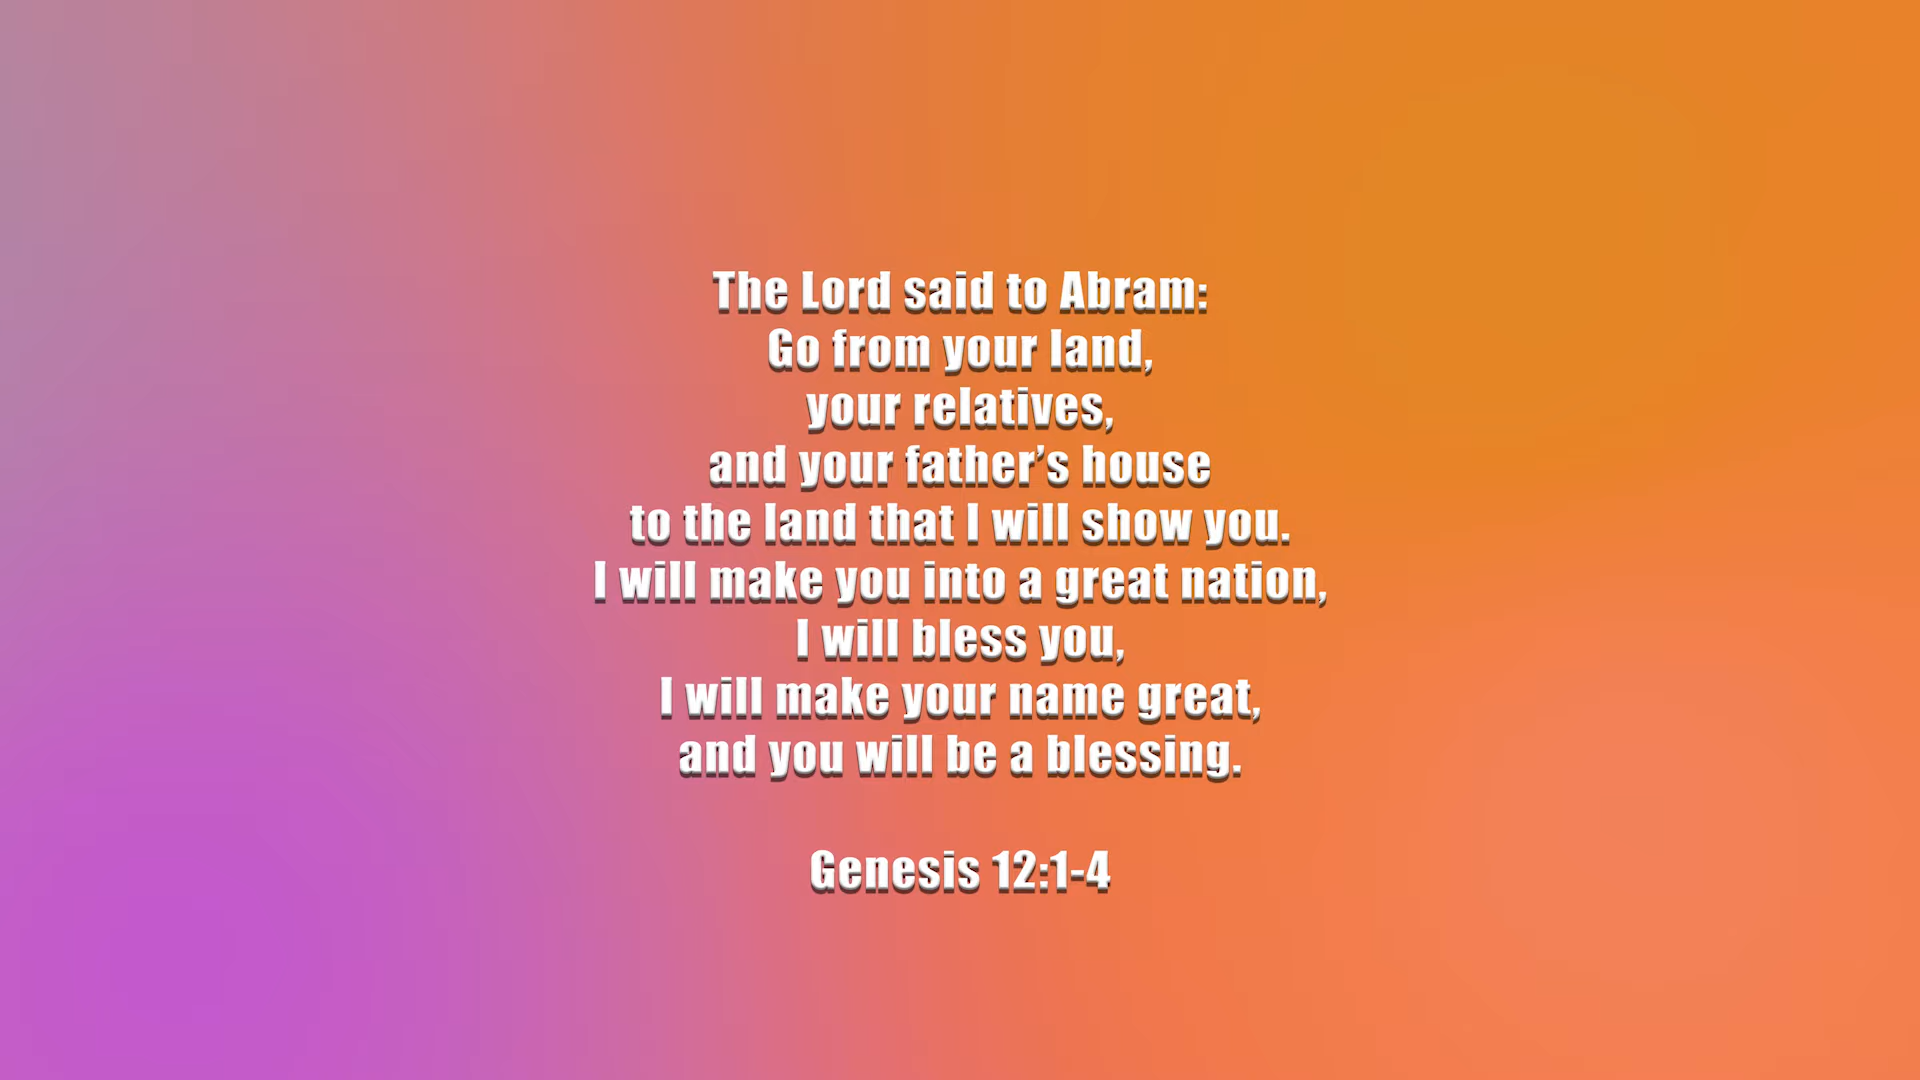 The Lord said to Abram:
Go from your land,
your relatives,
and your father’s house
to the land that I will show you.
I will make you into a great nation,
I will bless you,
I will make your name great,
and you will be a blessing.
Genesis 12:1-4